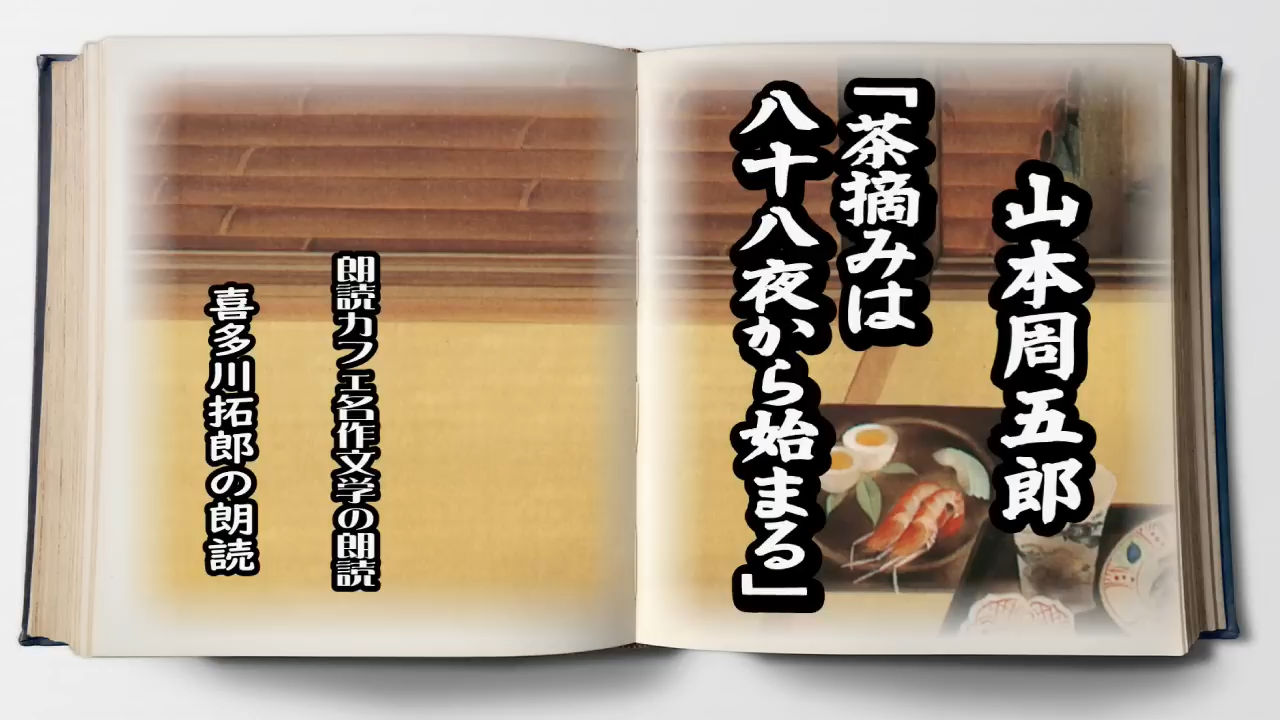 山本周五郎
『茶摘みは
八十八夜から始まる』
朗読カフェ名作文学の朗読
喜多川拓郎の朗読